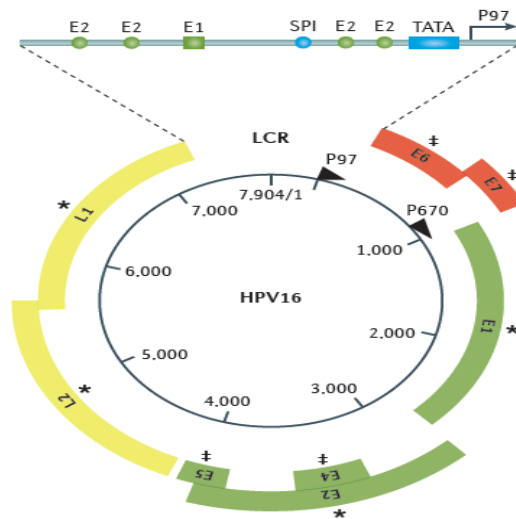 E2 E2 E1 SPI E2 E2 TATA P97
LCR
P97
E6 ‡
E7 ‡
7,904/1
P670
7,000
1,000
L1 *
6,000
HPV16
E1 *
2,000
5,000
3,000
4,000
L2 *
E5 ‡
E4 ‡
E2 *